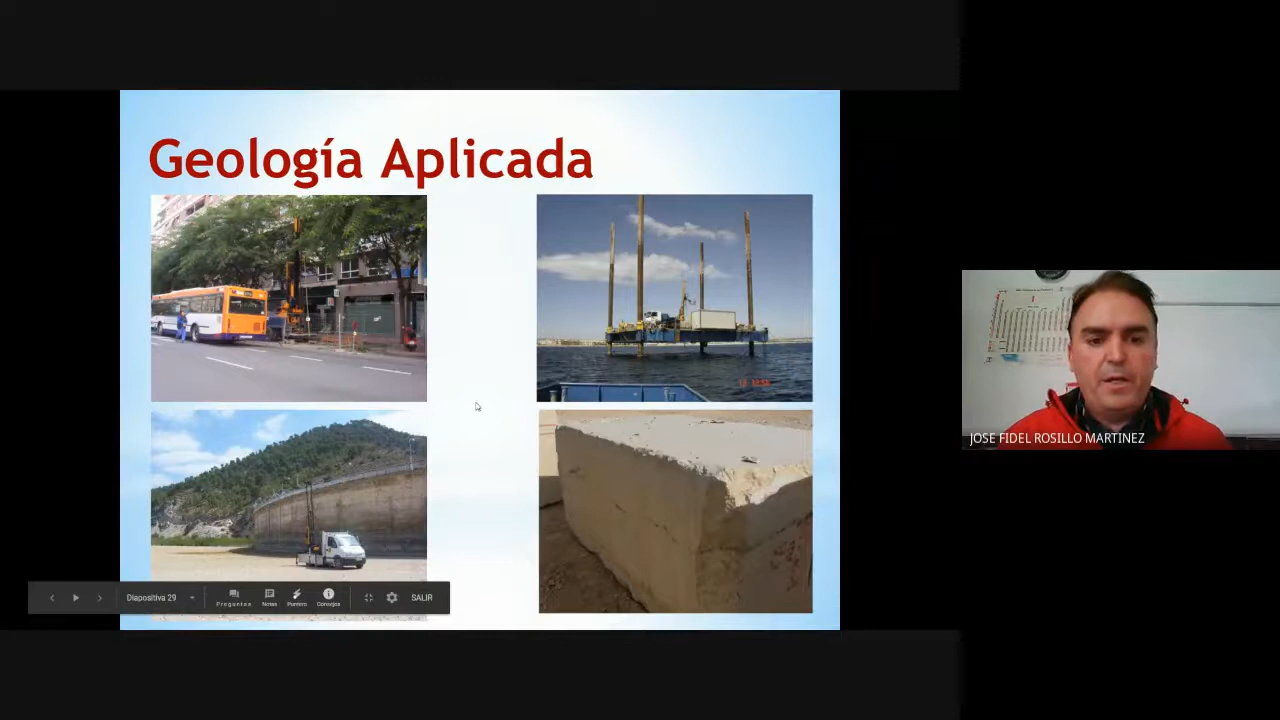 Geología Aplicada
JOSE FIDEL ROSILLO MARTINEZ
Diapositiva 29
Preguntas
Notas
Puntero
Consejos
SALIR